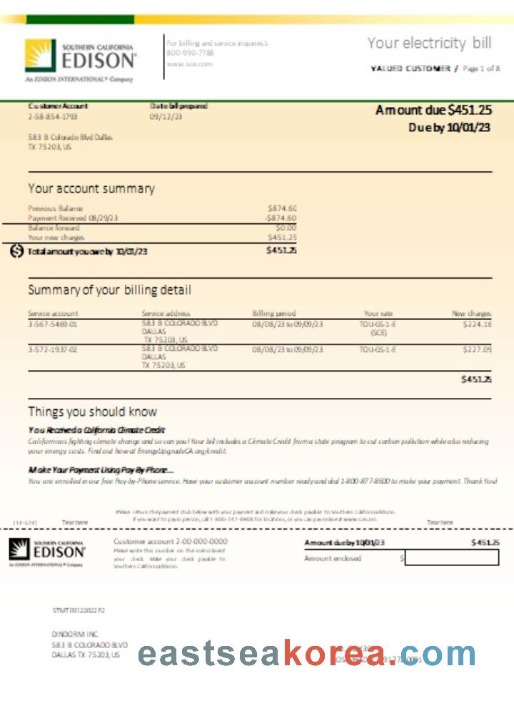 SOUTHERN CALIFORNIA
EDISON®
An EDISON INTERNATIONAL® Company
For billing and service inquires 1-
800-990-7788
www.sce.com
Your electricity bill
VALUED CUSTOMER / Page 1 of 8
Customer Account
2-58-854-1793
Date bill prepared
09/12/23
583 B Colorado Blvd Dallas
TX 75203, US
Amount due $451.25
Due by 10/01/23
Your account summary
Previous Balance $874.60
Payment Received 08/29/23 -$874.60
Balance forward $0.00
Your new charges $451.25
Total amount you owe by 10/01/23 $451.25
Summary of your billing detail
Service account Service address Billing period Your rate New charges
3-567-5469-01 583 B COLORADO BLVD 08/08/23 to 09/09/23 TOU-GS-1-E $224.16
DALLAS (SCE)
TX 75203, US
3-572-1937-02 583 B COLORADO BLVD 08/08/23 to 09/09/23 TOU-GS-1-E $227.09
DALLAS
TX 75203, US
$451.25
Things you should know
You Received a California Climate Credit
California is fighting climate change and so can you! Your bill includes a Climate Credit from a state program to cut carbon pollution while also reducing
your energy costs. Find out how at EnergyUpgradeCA.org/credit.
Make Your Payment Using Pay By Phone...
You are enrolled in our free Pay-by-Phone service. Have your customer account number ready and dial 1-800-877-8600 to make your payment. Thank You!
Please return the payment stub below with your payment and make your check payable to Southern California Edison.
If you want to pay in person, call 1-800-747-8908 for locations, or you can pay online at www.sce.com.
(14-574) Tear here Tear here
SOUTHERN CALIFORNIA
EDISON®
An EDISON INTERNATIONAL® Company
Customer account 2-00-000-0000
Please write this number on the memo line of
your check. Make your check payable to
Southern California Edison.
Amount due by 10/01/23 $451.25
Amount enclosed $
STMT 09122022 P2
DINDORM INC
583 B COLORADO BLVD
DALLAS TX 75203, US
eastseakorea.com